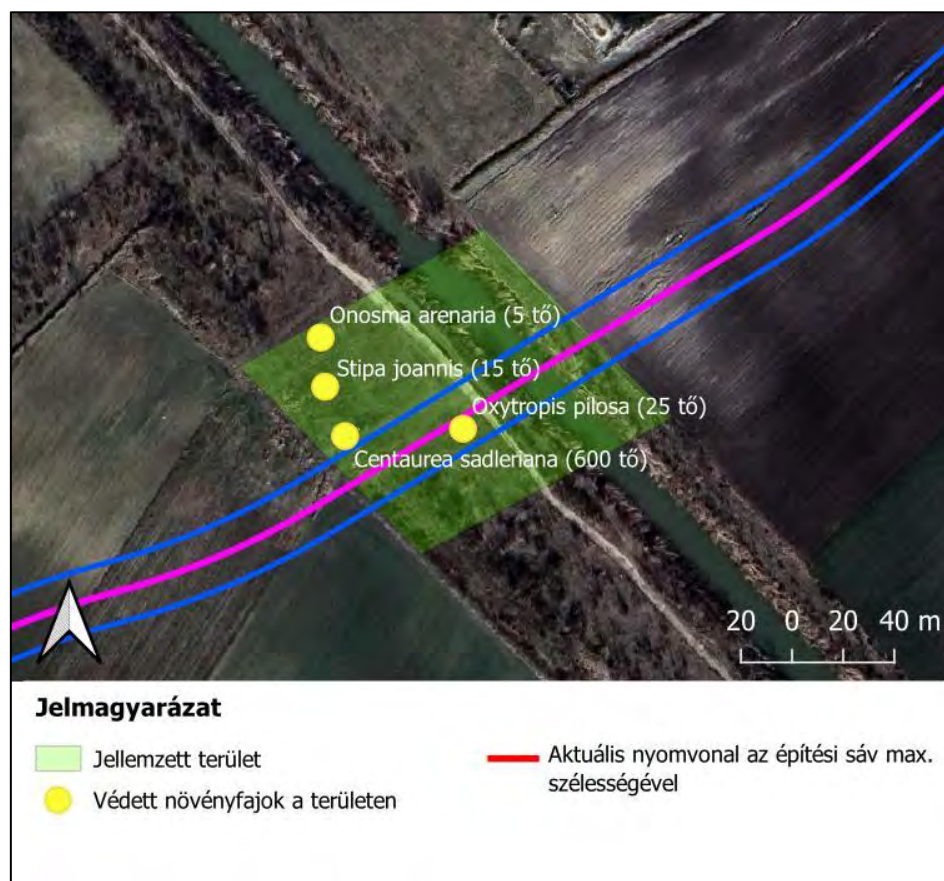 Onosma arenaria (5 tő)
Stipa joannis (15 tő)
Oxytropis pilosa (25 tő)
Centaurea sadleriana (600 tő)
20 0 20 40 m
Jelmagyarázat
Jellemzett terület
Védett növényfajok a területen
Aktuális nyomvonal az építési sáv max.
szélességével